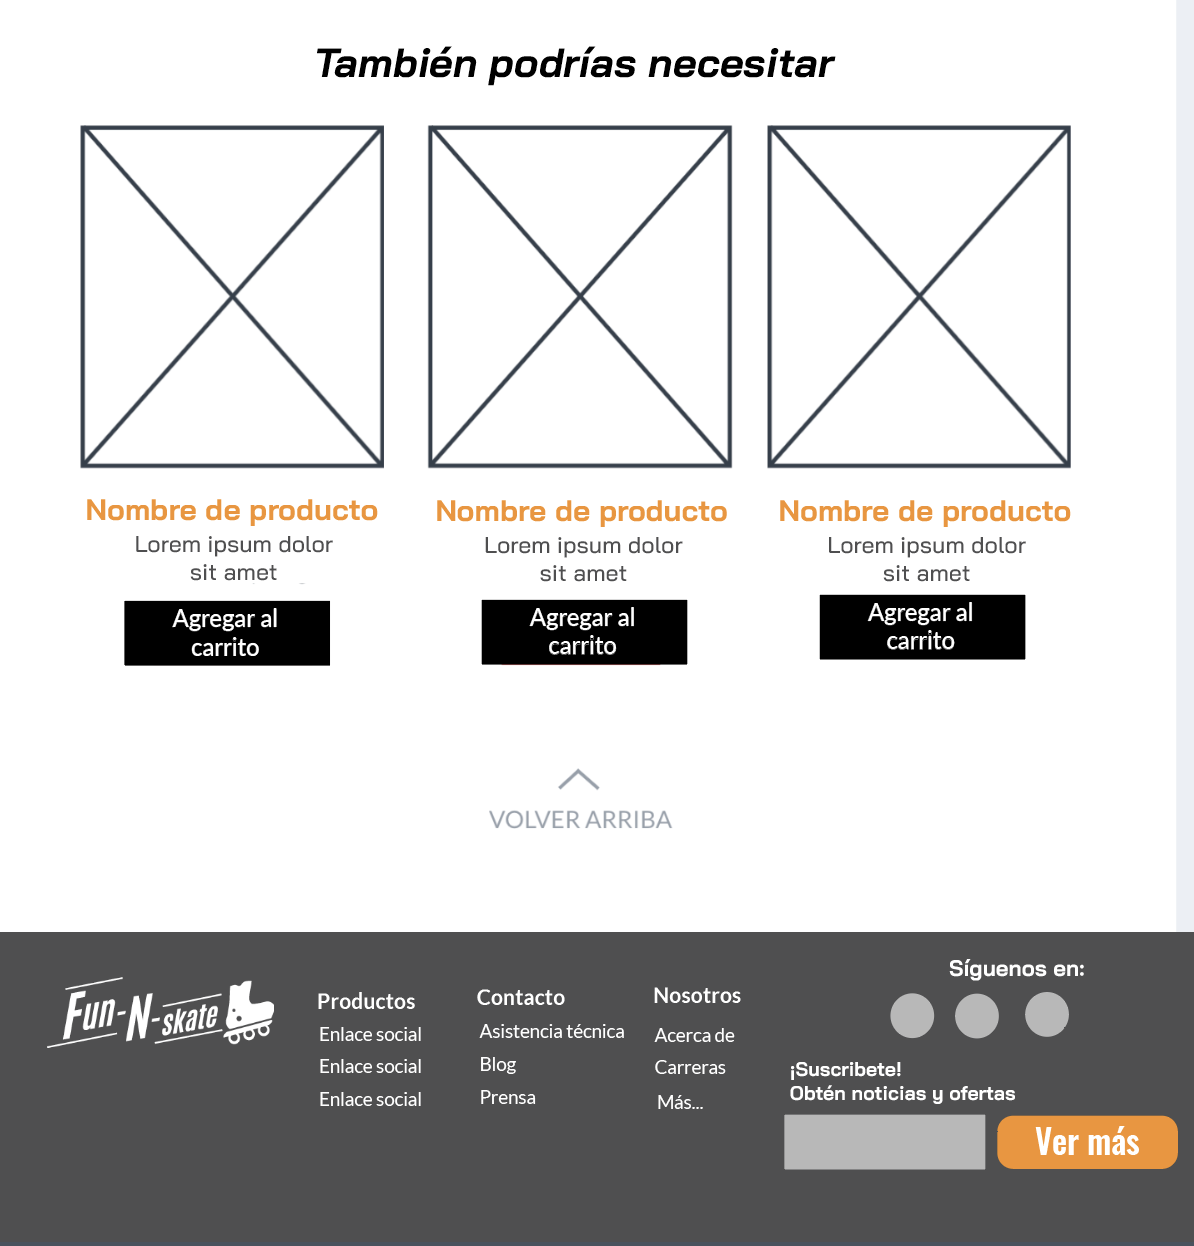 También podrías necesitar
Nombre de producto
Lorem ipsum dolor
sit amet
Agregar al
carrito
Nombre de producto
Lorem ipsum dolor
sit amet
Agregar al
carrito
Nombre de producto
Lorem ipsum dolor
sit amet
Agregar al
carrito
VOLVER ARRIBA
Fun-N-skate
Productos
Enlace social
Enlace social
Enlace social
Contacto
Asistencia técnica
Blog
Prensa
Nosotros
Acerca de
Carreras
Más...
Síguenos en:
¡Suscribete!
Obtén noticias y ofertas
Ver más